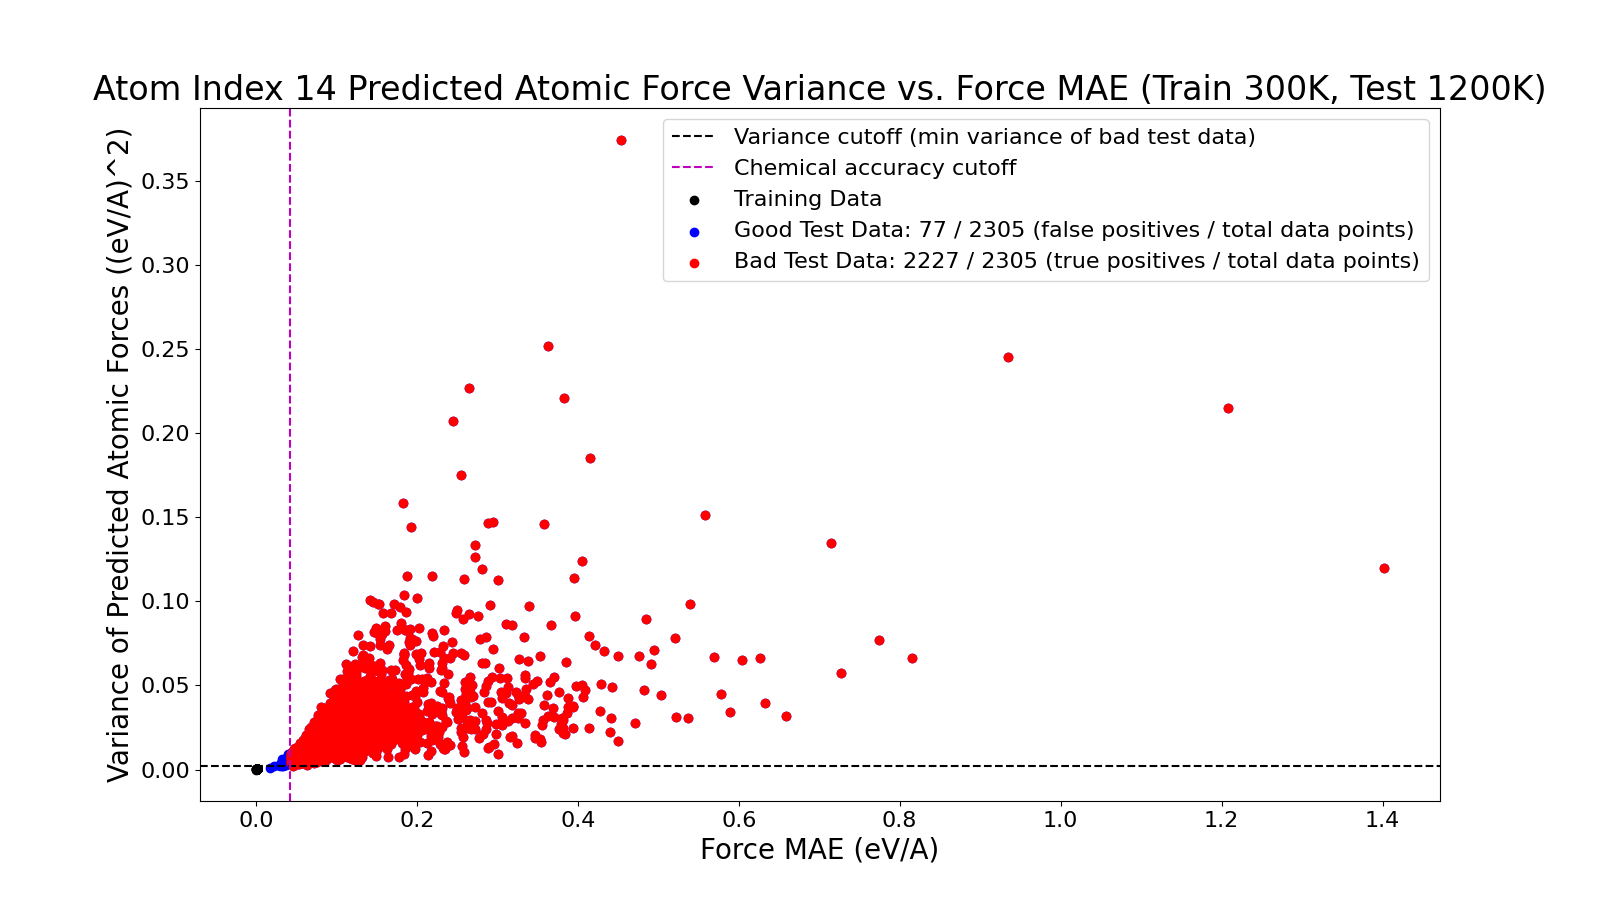 Atom Index 14 Predicted Atomic Force Variance vs. Force MAE (Train 300K, Test 1200K)
Variance cutoff (min variance of bad test data)
Chemical accuracy cutoff
Training Data
Good Test Data: 77 / 2305 (false positives / total data points)
Bad Test Data: 2227 / 2305 (true positives / total data points)
Variance of Predicted Atomic Forces ((eV/A)^2)
0.35
0.30
0.25
0.20
0.15
0.10
0.05
0.00
0.0 0.2 0.4 0.6 0.8 1.0 1.2 1.4
Force MAE (eV/A)